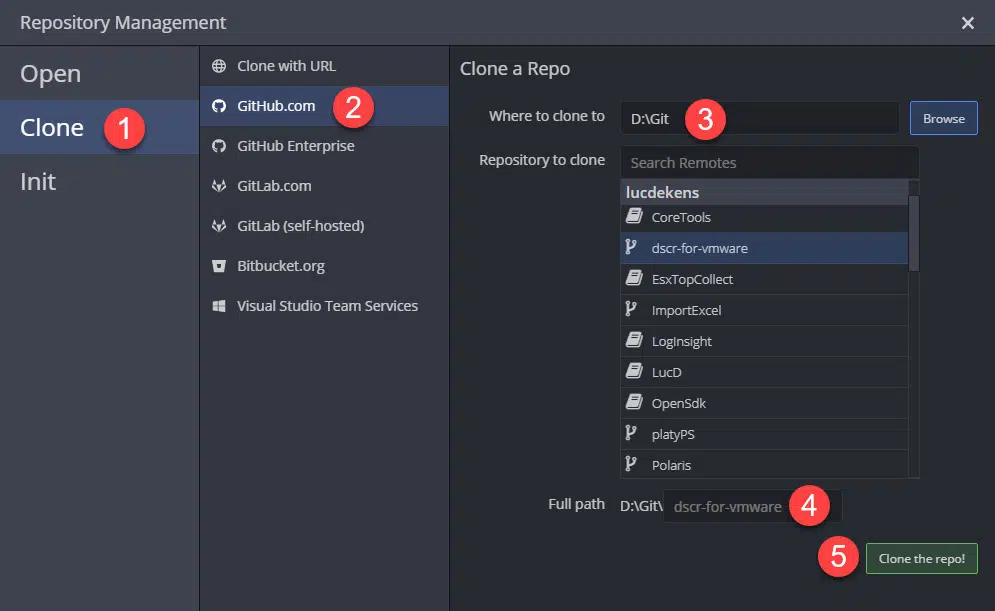 Repository Management
Open
Clone 1
Init
Clone with URL
GitHub.com 2
GitHub Enterprise
GitLab.com
GitLab (self-hosted)
Bitbucket.org
Visual Studio Team Services
Clone a Repo
Where to clone to D:\Git 3 Browse
Repository to clone Search Remotes
lucdekens
CoreTools
dscr-for-vmware
EsxTopCollect
ImportExcel
LogInsight
LucD
OpenSdk
platyPS
Polaris
Full path D:\Git\ dscr-for-vmware 4
5 Clone the repo!